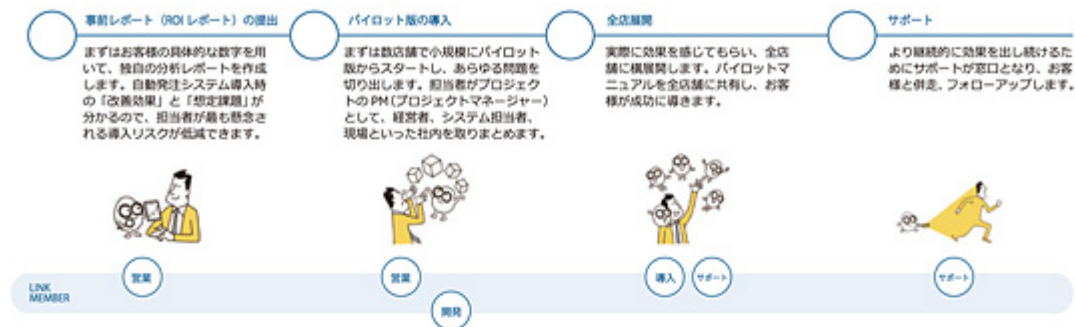 事前レポート（ROI レポート）の提出
まずはお客様の具体的な数字を用
いて、独自の分析レポートを作成
します。自動発注システム導入時
の「改善効果」と「想定課題」が
分かるので、担当者が最も懸念さ
れる導入リスクが低減できます。
パイロット版の導入
まずは数店舗で小規模にパイロット
版からスタートし、あらゆる問題を
切り出します。担当者がプロジェク
トの PM（プロジェクトマネージャー）
として、経営者、システム担当者、
現場といった社内を取りまとめます。
全店展開
実際に効果を感じてもらい、全店
舗に横展開します。パイロットマ
ニュアルを全店舗に共有し、お客
様が成功に導きます。
サポート
より継続的に効果を出し続けるた
めにサポートが窓口となり、お客
様と併走、フォローアップします。
LINK
MEMBER
営業
営業
開発
導入
サポート
サポート